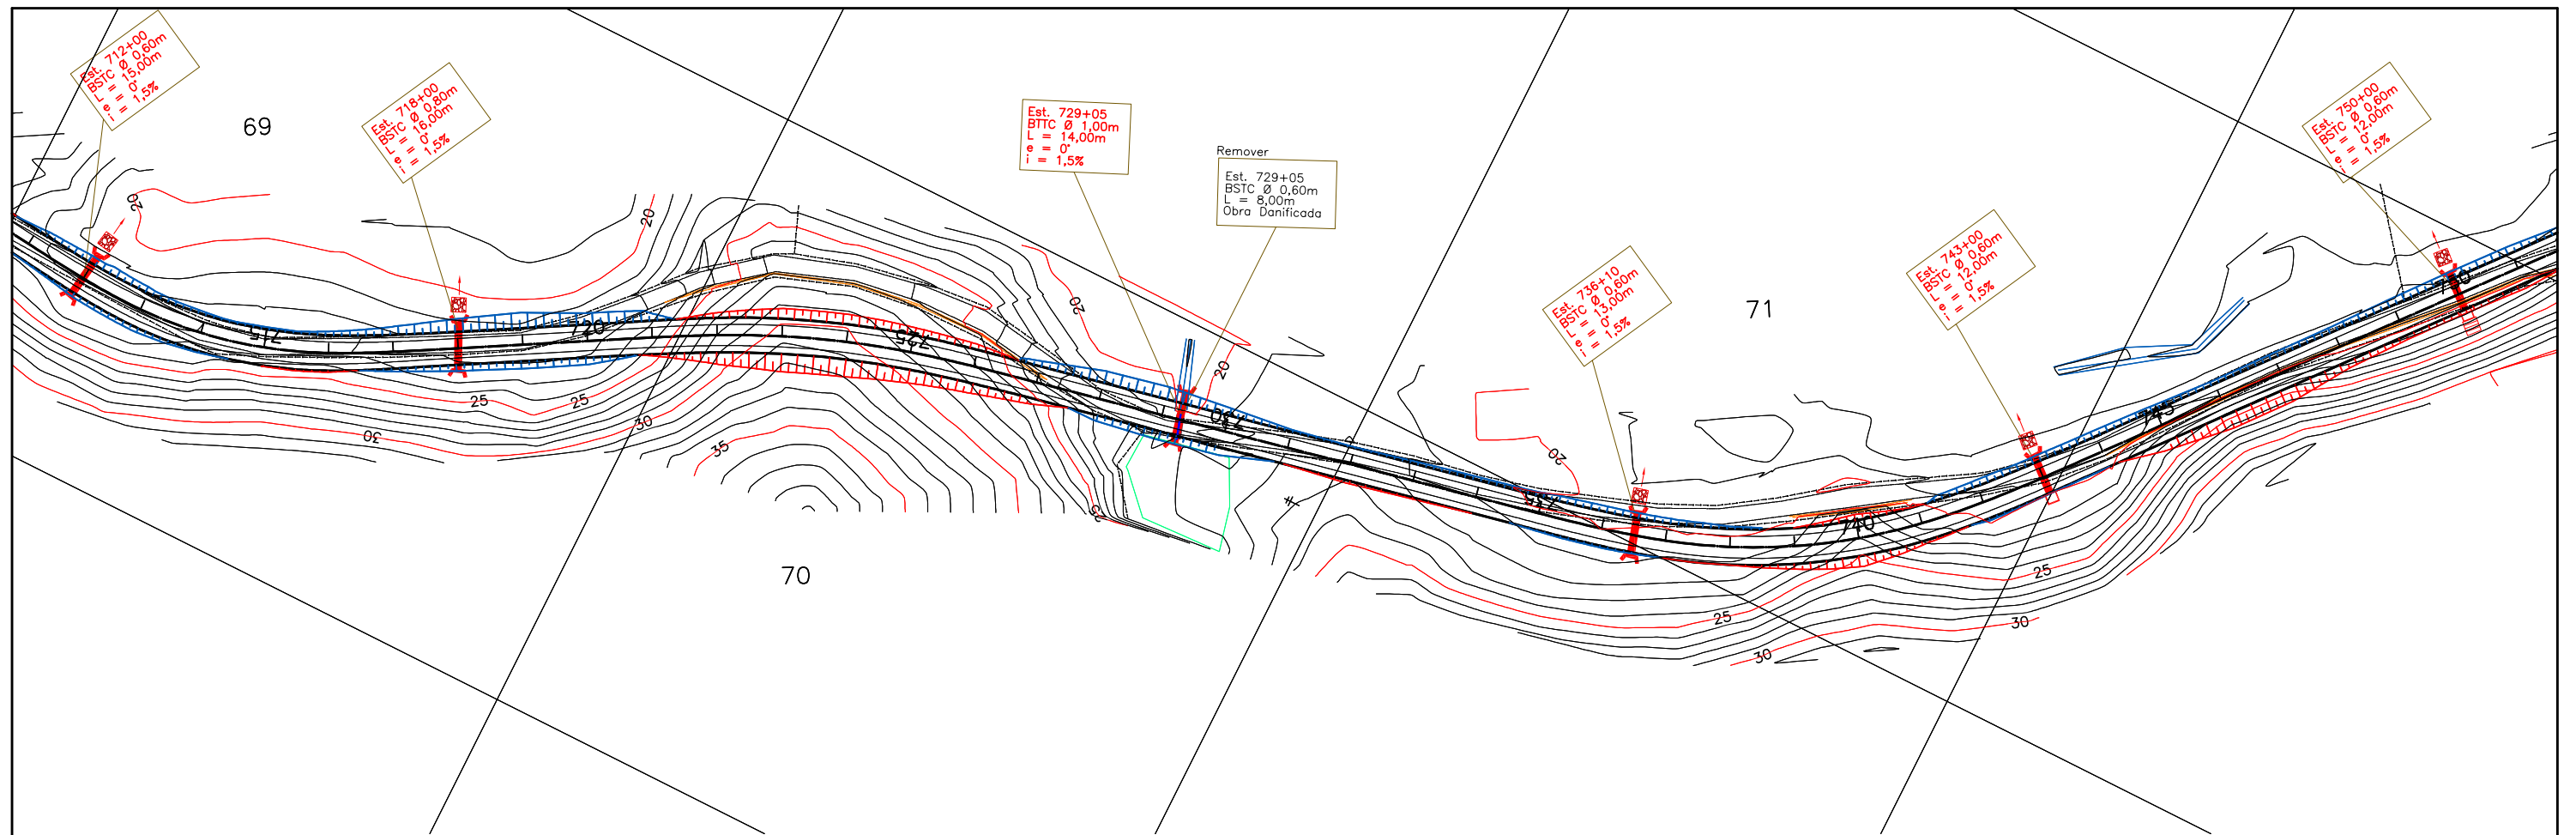 Est. 712+00
BSTC Ø 0,60m
L = 15,00m
e = 0°
i = 1,5%
69
Est. 718+00
BSTC Ø 0,80m
L = 16,00m
e = 0°
i = 1,5%
Est. 729+05
BTTC Ø 1,00m
L = 14,00m
e = 0°
i = 1,5%
Remover
Est. 729+05
BSTC Ø 0,60m
L = 8,00m
Obra Danificada
Est. 736+10
BSTC Ø 0,60m
L = 13,00m
e = 0°
i = 1,5%
71
Est. 743+00
BSTC Ø 0,60m
L = 12,00m
e = 0°
i = 1,5%
Est. 750+00
BSTC Ø 0,60m
L = 12,00m
e = 0°
i = 1,5%
20
20
20
20
20
715
720
725
730
735
740
745
750
25
25
30
30
35
25
25
25
30
30
70